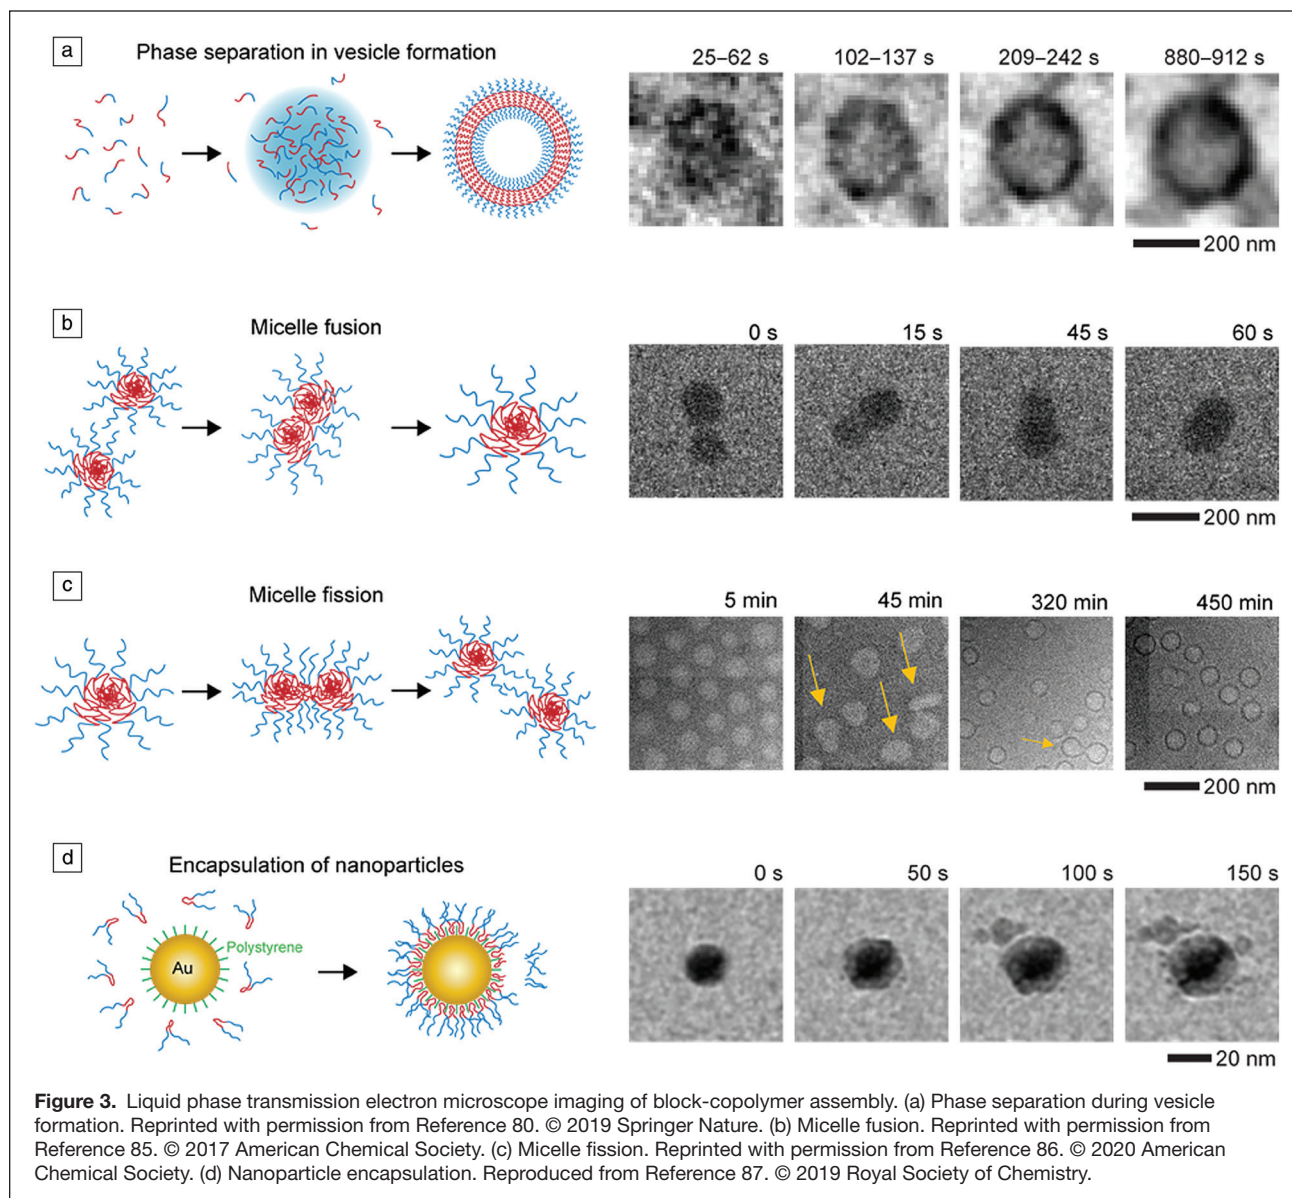 a
Phase separation in vesicle formation
25–62 s
102–137 s
209–242 s
880–912 s
200 nm
b
Micelle fusion
0 s
15 s
45 s
60 s
200 nm
c
Micelle fission
5 min
45 min
320 min
450 min
200 nm
d
Encapsulation of nanoparticles
Polystyrene
Au
0 s
50 s
100 s
150 s
20 nm
Figure 3. Liquid phase transmission electron microscope imaging of block-copolymer assembly. (a) Phase separation during vesicle
formation. Reprinted with permission from Reference 80. © 2019 Springer Nature. (b) Micelle fusion. Reprinted with permission from
Reference 85. © 2017 American Chemical Society. (c) Micelle fission. Reprinted with permission from Reference 86. © 2020 American
Chemical Society. (d) Nanoparticle encapsulation. Reproduced from Reference 87. © 2019 Royal Society of Chemistry.